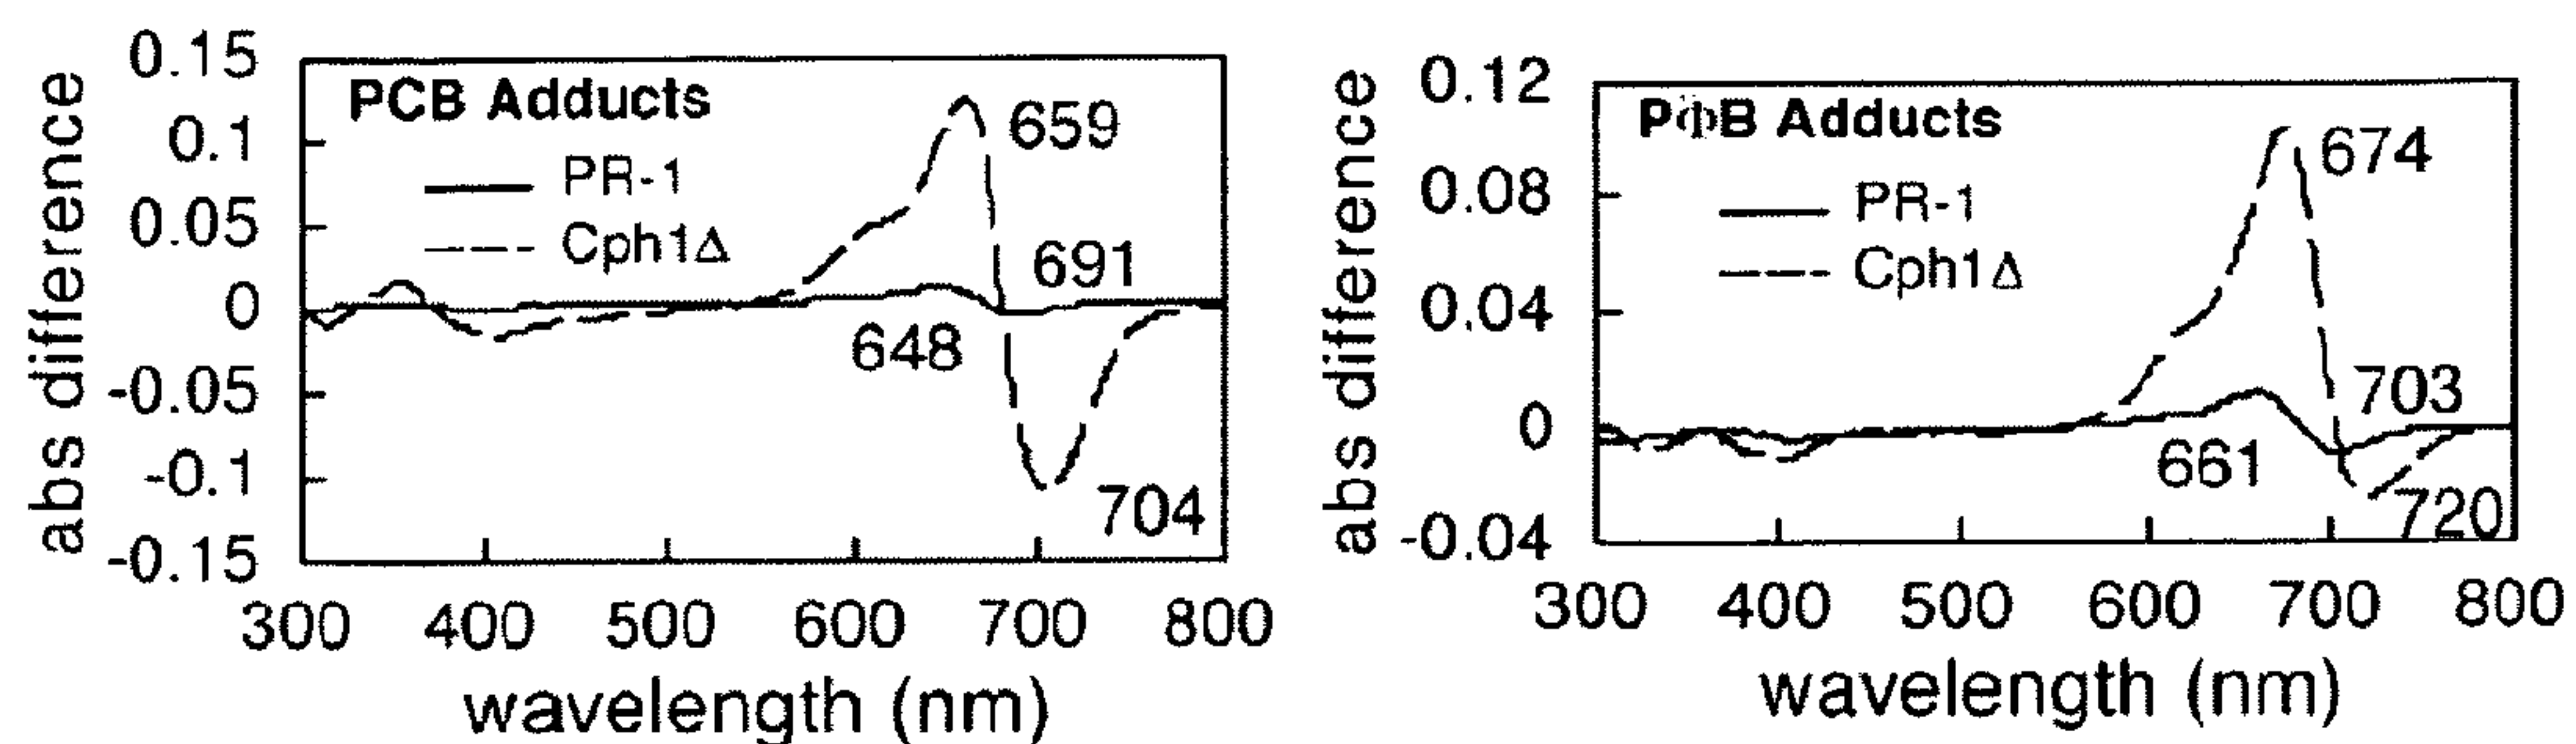 abs difference
0.15
0.1
0.05
0
-0.05
-0.1
-0.15
PCB Adducts
PR-1
Cph1Δ
659
691
648
704
300 400 500 600 700 800
wavelength (nm)
abs difference
0.12
0.08
0.04
0
-0.04
PΦB Adducts
PR-1
Cph1Δ
674
703
661
720
300 400 500 600 700 800
wavelength (nm)